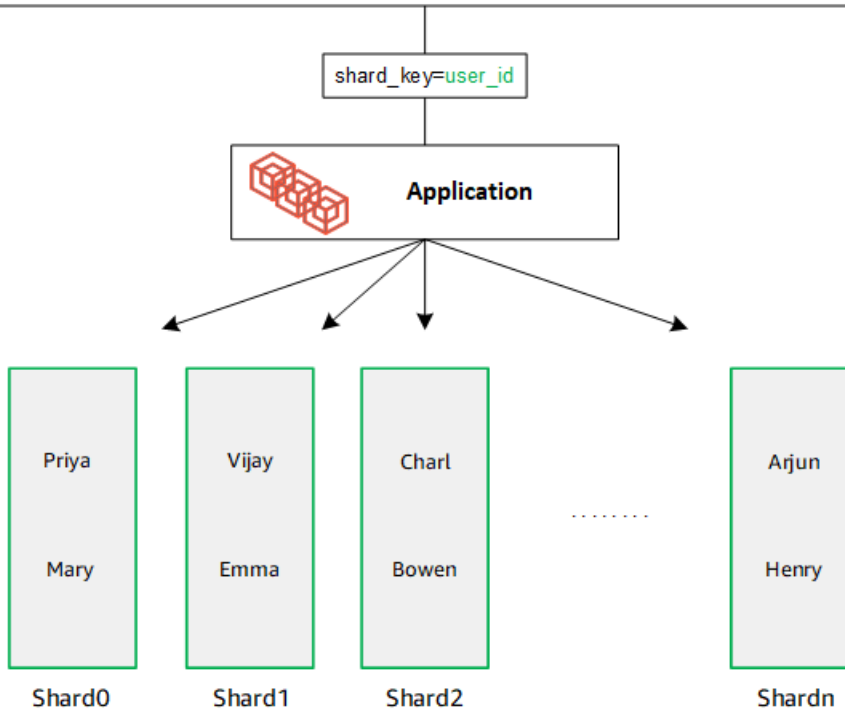 shard_key=user_id
Application
Priya
Vijay
Charl
Arjun
........
Mary
Emma
Bowen
Henry
Shard0
Shard1
Shard2
Shardn